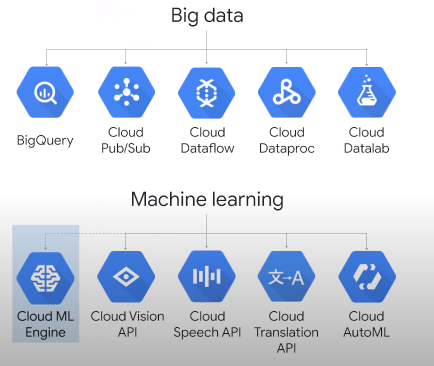 Big data
BigQuery
Cloud
Pub/Sub
Cloud
Dataflow
Cloud
Dataproc
Cloud
Datalab
Machine learning
文→A
Cloud ML
Engine
Cloud Vision
API
Cloud
Speech API
Cloud
Translation
API
Cloud
AutoML